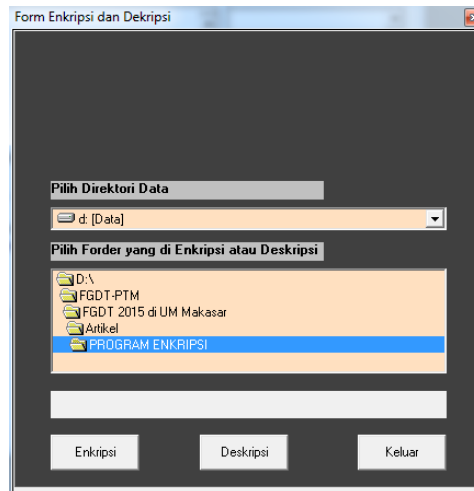 Form Enkripsi dan Dekripsi
Pilih Direktori Data
d: [Data]
Pilih Forder yang di Enkripsi atau Deskripsi
D:\
FGDT-PTM
FGDT 2015 di UM Makasar
Artikel
PROGRAM ENKRIPSI
Enkripsi
Deskripsi
Keluar